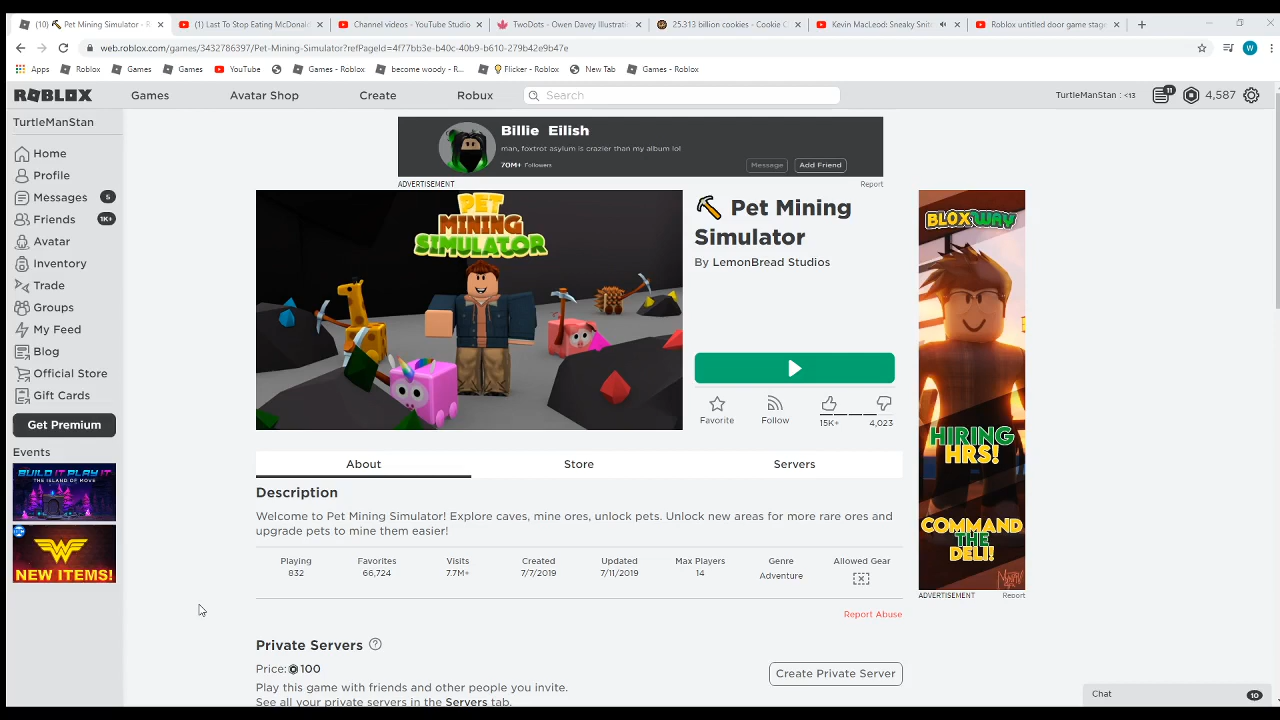 (10) Pet Mining Simulator - R
(1) Last To Stop Eating McDonald
Channel videos - YouTube Studio
TwoDots - Owen Davey Illustrati
25.313 billion cookies - Cookie C
Kevin MacLeod: Sneaky Snit
Roblox untitled door game stage
web.roblox.com/games/3432786397/Pet-Mining-Simulator?refPageId=4f77bb3e-b40c-40b9-b610-279b42e9b47e
W
Apps
Roblox
Games
Games
YouTube
Games - Roblox
become woody - R...
Flicker - Roblox
New Tab
Games - Roblox
ROBLOX
Games
Avatar Shop
Create
Robux
Search
TurtleManStan : <13
11
4,587
TurtleManStan
Home
Profile
Messages
5
Friends
1K+
Avatar
Inventory
Trade
Groups
My Feed
Blog
Official Store
Gift Cards
Get Premium
Events
BUILD IT PLAY IT
THE ISLAND OF MOVE
NEW ITEMS!
Billie Eilish
man, foxtrot asylum is crazier than my album lol
70M+ Followers
Message
Add Friend
ADVERTISEMENT
Report
PET
MINING
SIMULATOR
Pet Mining
Simulator
By LemonBread Studios
Favorite
Follow
15K+
4,023
About
Store
Servers
Description
Welcome to Pet Mining Simulator! Explore caves, mine ores, unlock pets. Unlock new areas for more rare ores and
upgrade pets to mine them easier!
Playing
832
Favorites
66,724
Visits
7.7M+
Created
7/7/2019
Updated
7/11/2019
Max Players
14
Genre
Adventure
Allowed Gear
Report Abuse
Private Servers
Price: 100
Create Private Server
Play this game with friends and other people you invite.
See all your private servers in the Servers tab.
BLOXWAY
HIRING
HRS!
COMMAND
THE
DELI!
ADVERTISEMENT
Report
Chat
10